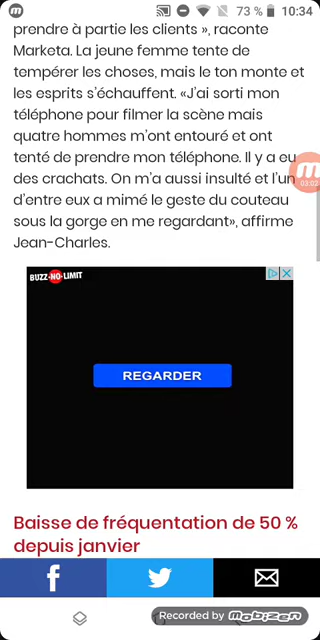 73 % 10:34
prendre à partie les clients », raconte
Marketa. La jeune femme tente de
tempérer les choses, mais le ton monte et
les esprits s’échauffent. «J’ai sorti mon
téléphone pour filmer la scène mais
quatre hommes m’ont entouré et ont
tenté de prendre mon téléphone. Il y a eu
des crachats. On m’a aussi insulté et l’un
03:03
d’entre eux a mimé le geste du couteau
sous la gorge en me regardant», affirme
Jean-Charles.
BUZZ-NO-LIMIT
REGARDER
Baisse de fréquentation de 50 %
depuis janvier
Recorded by mobizen